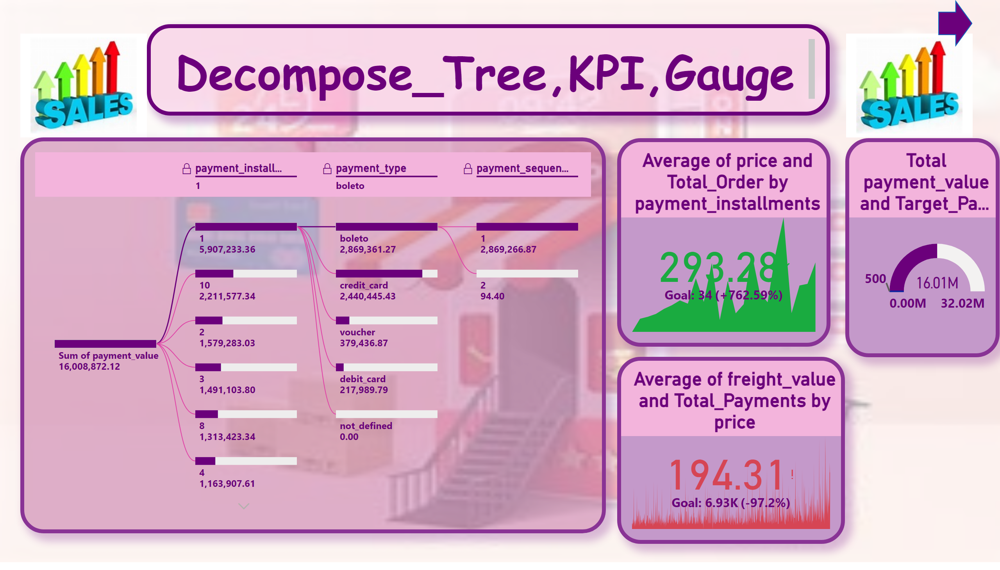 Decompose_Tree,KPI,Gauge
SALES
SALES
payment_install...
1
payment_type
boleto
payment_sequen...
Sum of payment_value
16,008,872.12
1
5,907,233.36
10
2,211,577.34
2
1,579,283.03
3
1,491,103.80
8
1,313,423.34
4
1,163,907.61
boleto
2,869,361.27
credit_card
2,440,445.43
voucher
379,436.87
debit_card
217,989.79
not_defined
0.00
1
2,869,266.87
2
94.40
Average of price and
Total_Order by
payment_installments
293.28
Goal: 34 (+762.59%)
Total
payment_value
and Target_Pa...
500
16.01M
0.00M
32.02M
Average of freight_value
and Total_Payments by
price
194.31 !
Goal: 6.93K (-97.2%)